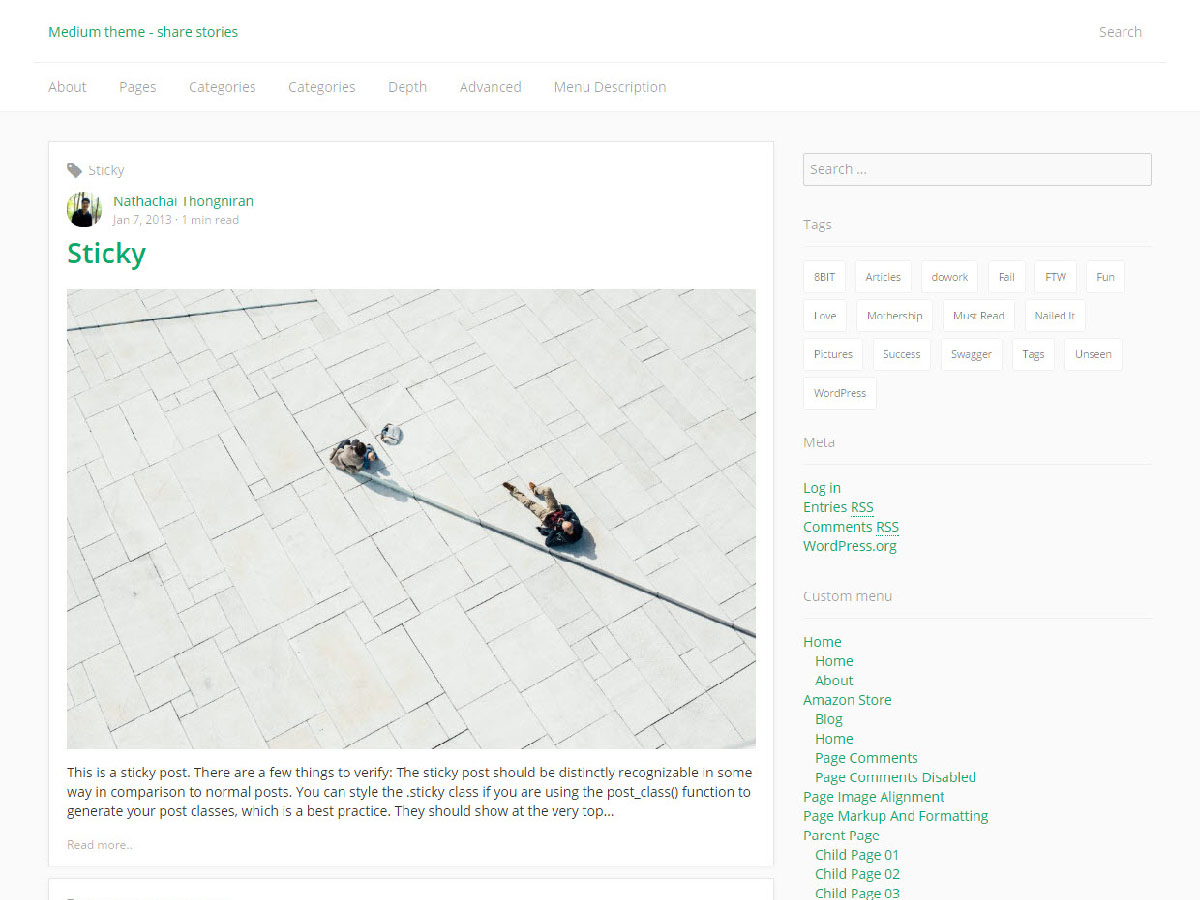 Medium theme - share stories
Search
About Pages Categories Categories Depth Advanced Menu Description
Sticky
Nathachai Thongniran
Jan 7, 2013 · 1 min read
Sticky
This is a sticky post. There are a few things to verify: The sticky post should be distinctly recognizable in some
way in comparison to normal posts. You can style the .sticky class if you are using the post_class() function to
generate your post classes, which is a best practice. They should show at the very top...
Read more..
Search ...
Tags
8BIT Articles dowork Fail FTW Fun
Love Mothership Must Read Nailed It
Pictures Success Swagger Tags Unseen
WordPress
Meta
Log in
Entries RSS
Comments RSS
WordPress.org
Custom menu
Home
Home
About
Amazon Store
Blog
Home
Page Comments
Page Comments Disabled
Page Image Alignment
Page Markup And Formatting
Parent Page
Child Page 01
Child Page 02
Child Page 03